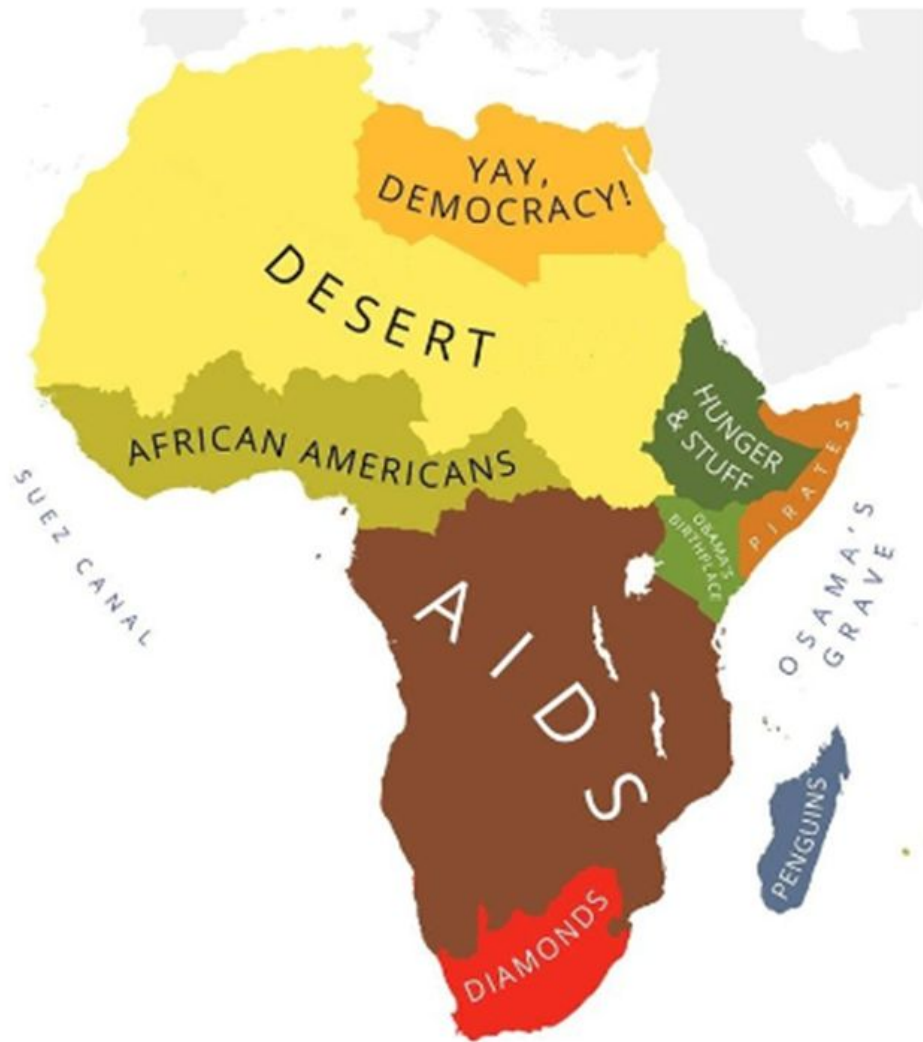 YAY,
DEMOCRACY!
DESERT
HUNGER
& STUFF
PIRATES
AFRICAN AMERICANS
SUEZ CANAL
OBAMA'S
BIRTHPLACE
OSAMA'S
GRAVE
AIDS
PENGUINS
DIAMONDS